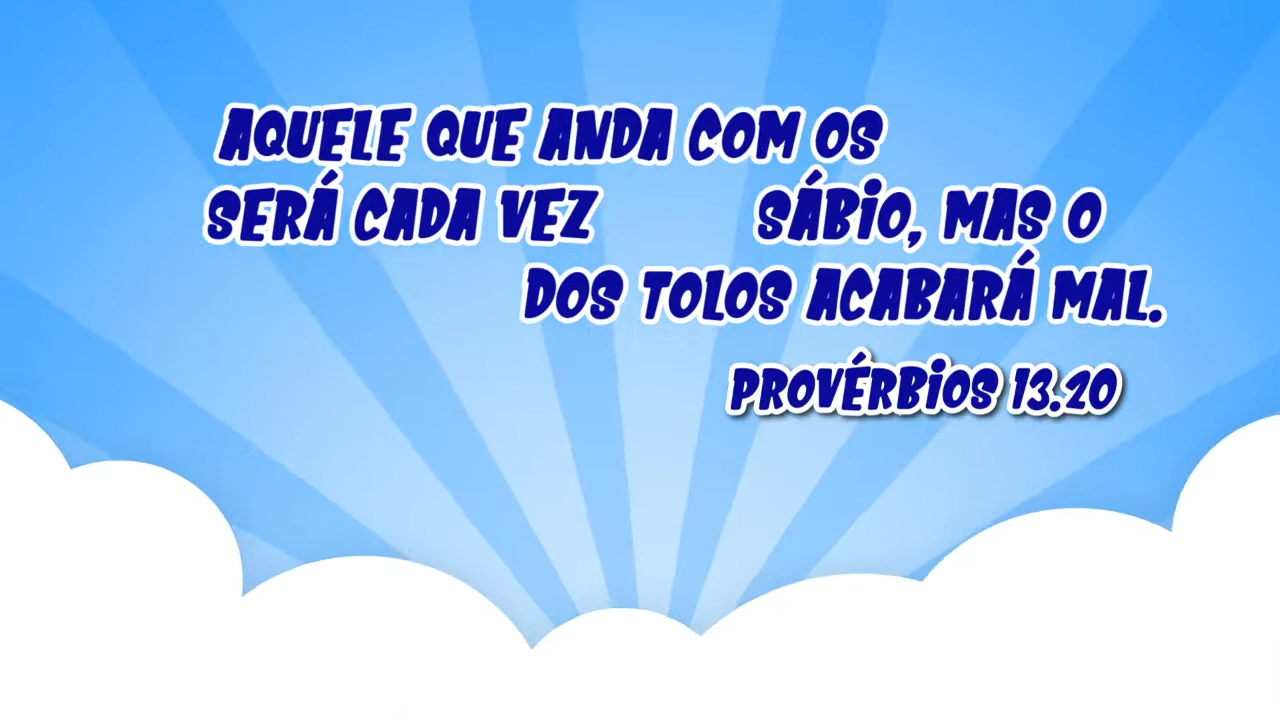 AQUELE QUE ANDA COM OS
SERÁ CADA VEZ SÁBIO, MAS O
DOS TOLOS ACABARÁ MAL.
PROVÉRBIOS 13.20